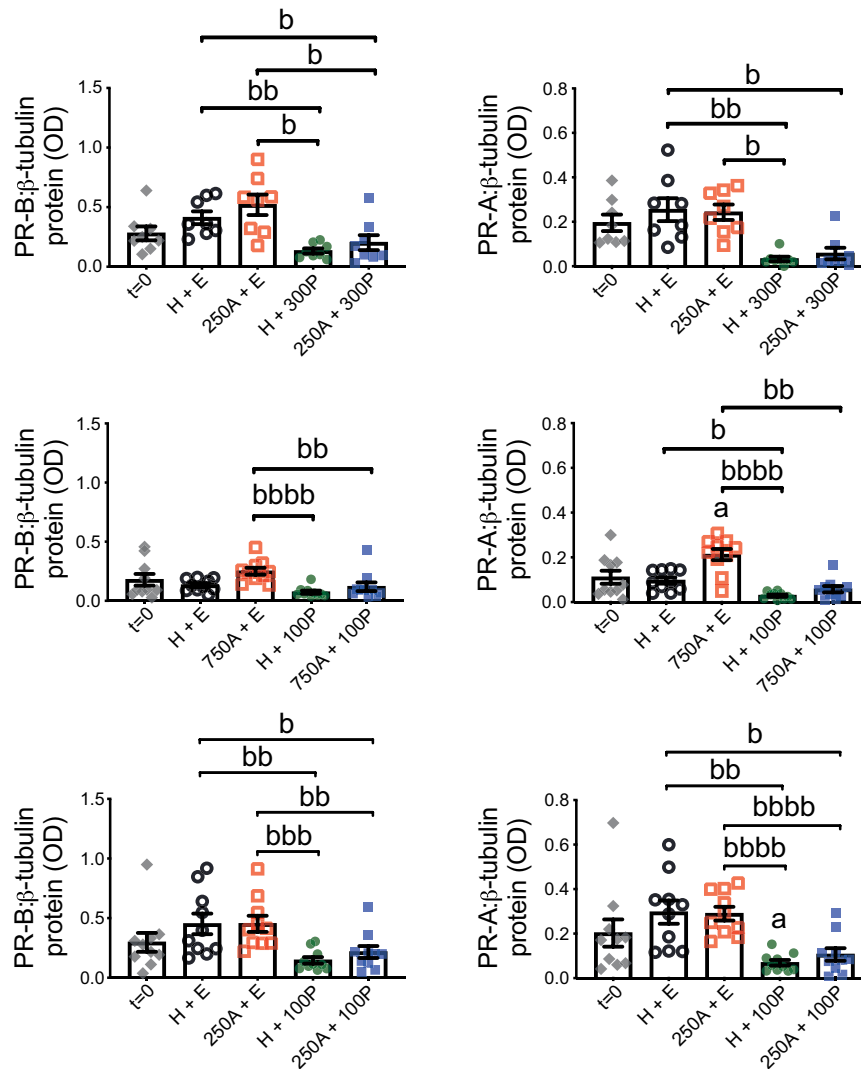 b
b
bb
b
PR-B:β-tubulin
protein (OD)
1.5
1.0
0.5
0.0
t=0
H + E
250A + E
H + 300P
250A + 300P
b
bb
b
PR-A:β-tubulin
protein (OD)
0.8
0.6
0.4
0.2
0.0
t=0
H + E
250A + E
H + 300P
250A + 300P
bb
bbbb
PR-B:β-tubulin
protein (OD)
1.5
1.0
0.5
0.0
t=0
H + E
750A + E
H + 100P
750A + 100P
bb
b
bbbb
a
PR-A:β-tubulin
protein (OD)
0.8
0.6
0.4
0.2
0.0
t=0
H + E
750A + E
H + 100P
750A + 100P
b
bb
bb
bbb
PR-B:β-tubulin
protein (OD)
1.5
1.0
0.5
0.0
t=0
H + E
250A + E
H + 100P
250A + 100P
b
bb
bbbb
bbbb
a
PR-A:β-tubulin
protein (OD)
0.8
0.6
0.4
0.2
0.0
t=0
H + E
250A + E
H + 100P
250A + 100P